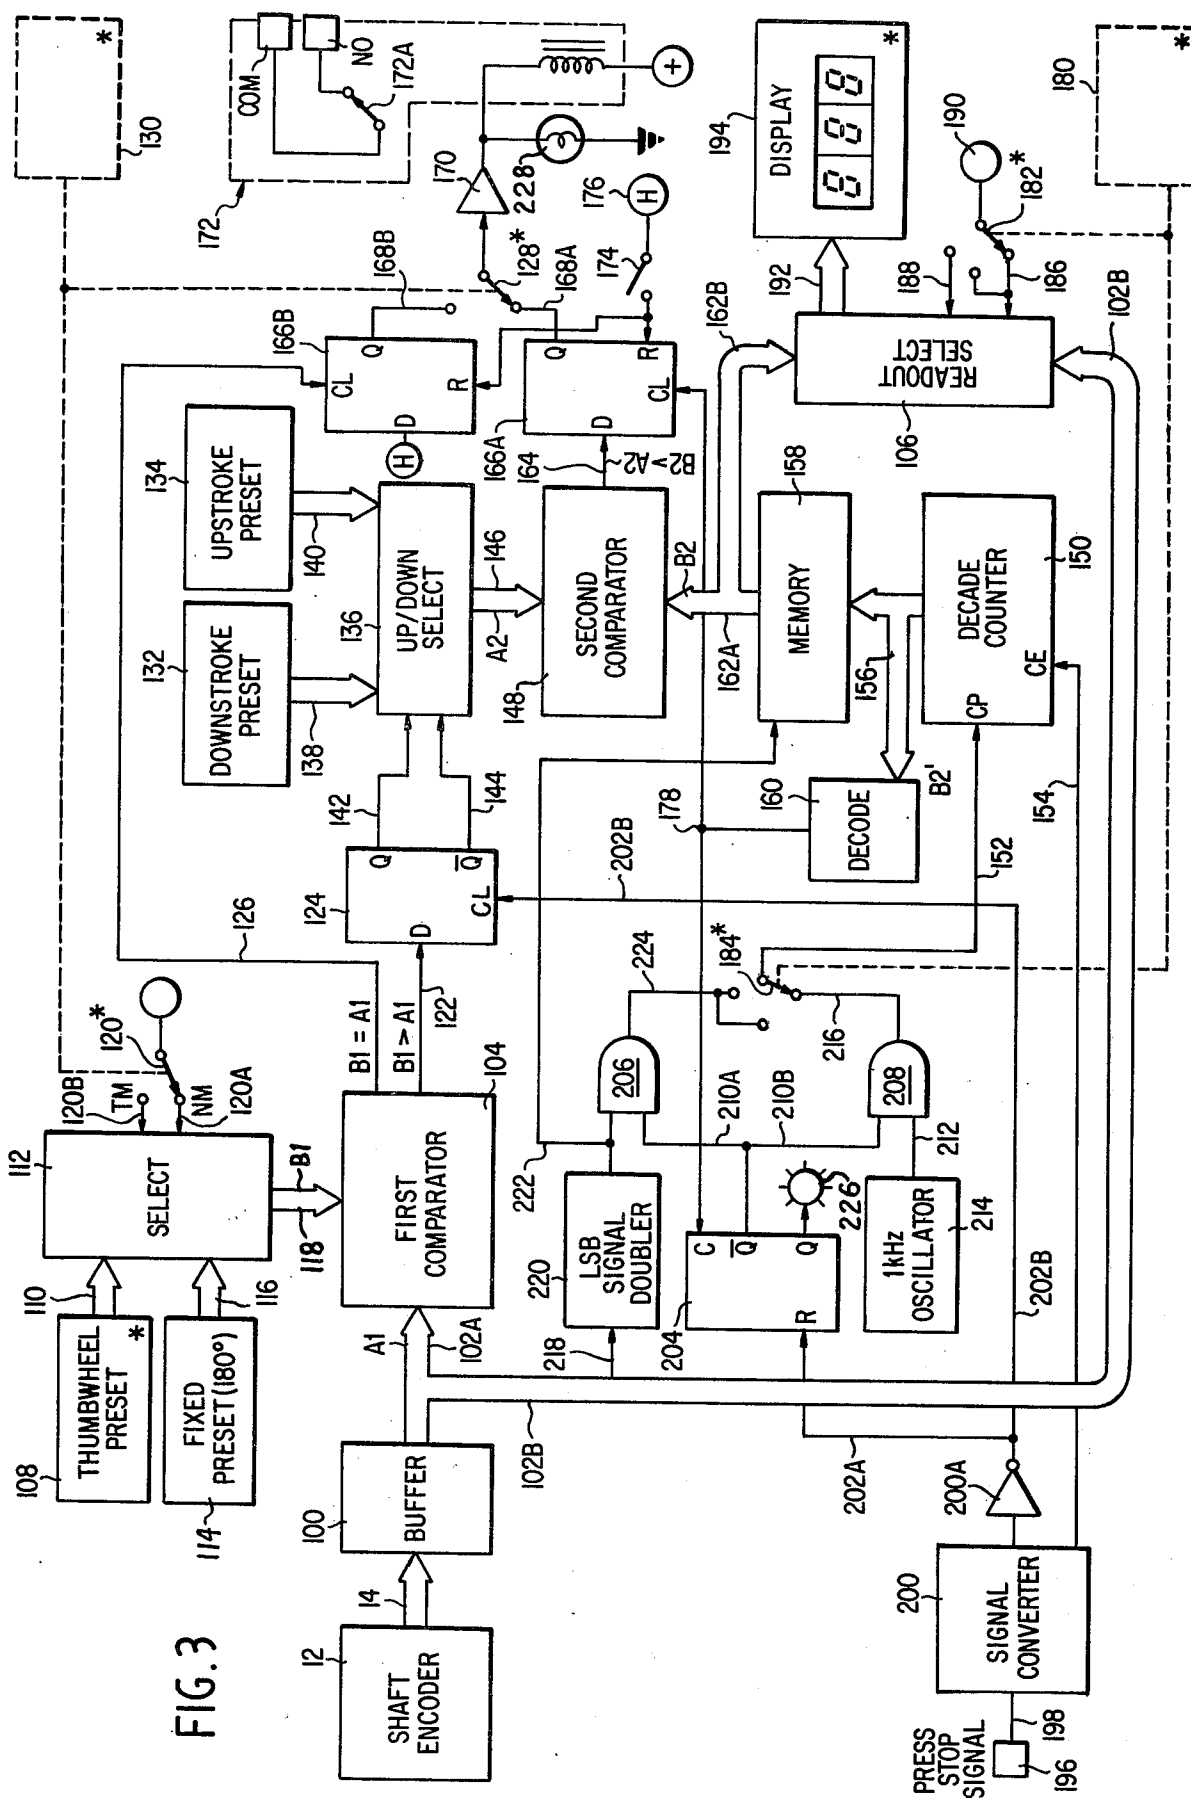 FIG. 3
SHAFT
ENCODER
12
14
BUFFER
100
A1
102A
102B
THUMBWHEEL
PRESET
*
108
110
FIXED
PRESET (180°)
114
116
SELECT
112
118
B1
120B
TM
NM
120A
120*
FIRST
COMPARATOR
104
B1 = A1
B1 > A1
126
122
124
D
Q
Q̅
CL
142
144
202B
DOWNSTROKE
PRESET
132
138
UPSTROKE
PRESET
134
140
UP/DOWN
SELECT
136
A2
146
SECOND
COMPARATOR
148
B2
162A
164
B2 > A2
166A
D
Q
R
CL
166B
CL
D
Q
R
H
168B
168A
128*
130
*
170
172
COM
NO
172A
+
228
174
176
H
MEMORY
158
162B
156
DECADE
COUNTER
150
CP
CE
DECODE
160
B2'
178
152
154
READOUT
SELECT
106
192
188
186
102B
DISPLAY
194
*
190
182*
180
*
LSB
SIGNAL
DOUBLER
220
218
222
206
224
184*
216
208
210A
210B
212
1kHz
OSCILLATOR
214
204
C
Q̅
Q
R
226
202B
202A
200A
SIGNAL
CONVERTER
200
198
196
PRESS
STOP
SIGNAL